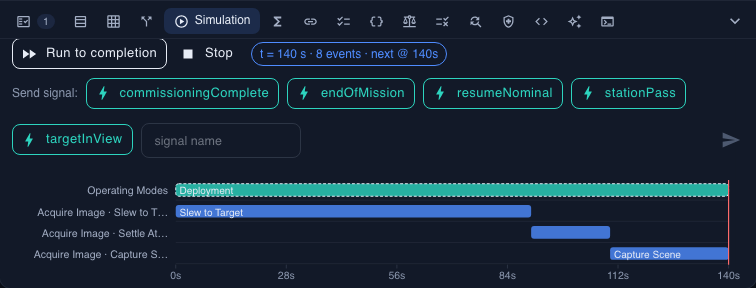 1
Simulation
Run to completion
Stop
t = 140 s · 8 events · next @ 140s
Send signal:
commissioningComplete
endOfMission
resumeNominal
stationPass
targetInView
signal name
Operating Modes
Deployment
Acquire Image · Slew to T…
Slew to Target
Acquire Image · Settle At…
Acquire Image · Capture S…
Capture Scene
0s 28s 56s 84s 112s 140s